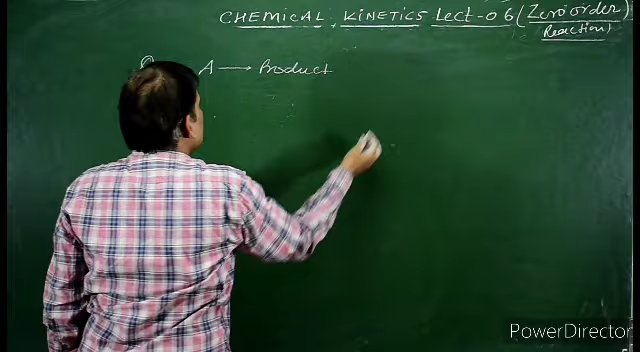 CHEMICAL KINETICS Lect-06 (Zero order
Reaction)
Q A → Product
PowerDirector